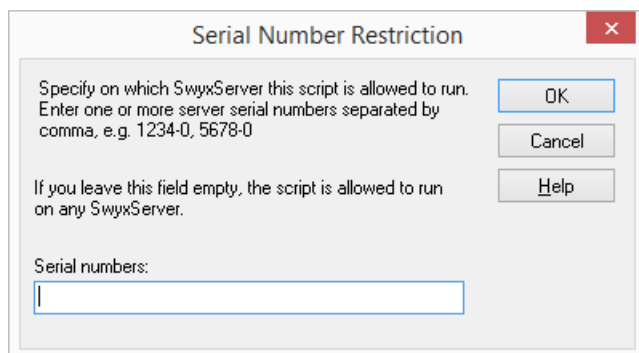 Serial Number Restriction
Specify on which SwyxServer this script is allowed to run.
Enter one or more server serial numbers separated by
comma, e.g. 1234-0, 5678-0
OK
Cancel
If you leave this field empty, the script is allowed to run
on any SwyxServer.
Help
Serial numbers: